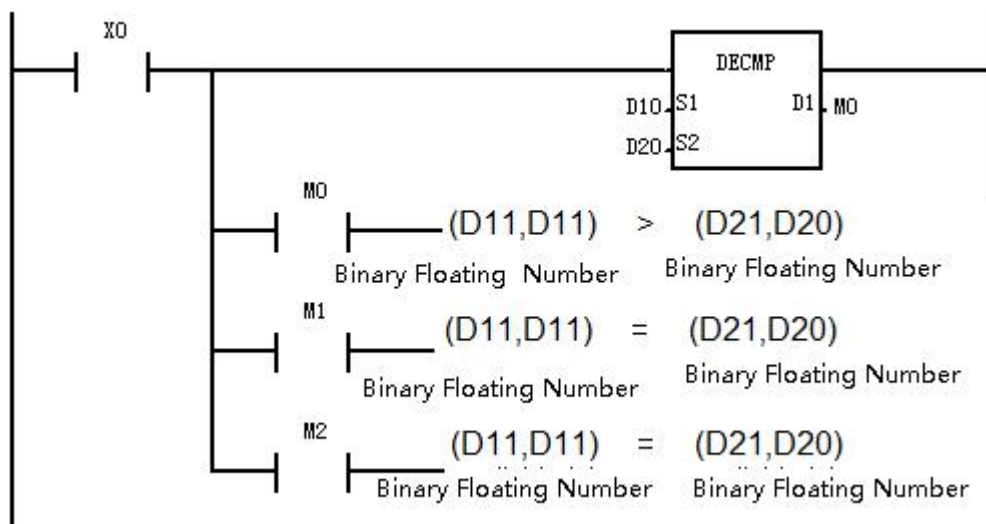 X0
DECMP
D10 S1 D1 M0
D20 S2
M0
(D11,D11) > (D21,D20)
Binary Floating Number Binary Floating Number
M1
(D11,D11) = (D21,D20)
Binary Floating Number Binary Floating Number
M2
(D11,D11) = (D21,D20)
Binary Floating Number Binary Floating Number